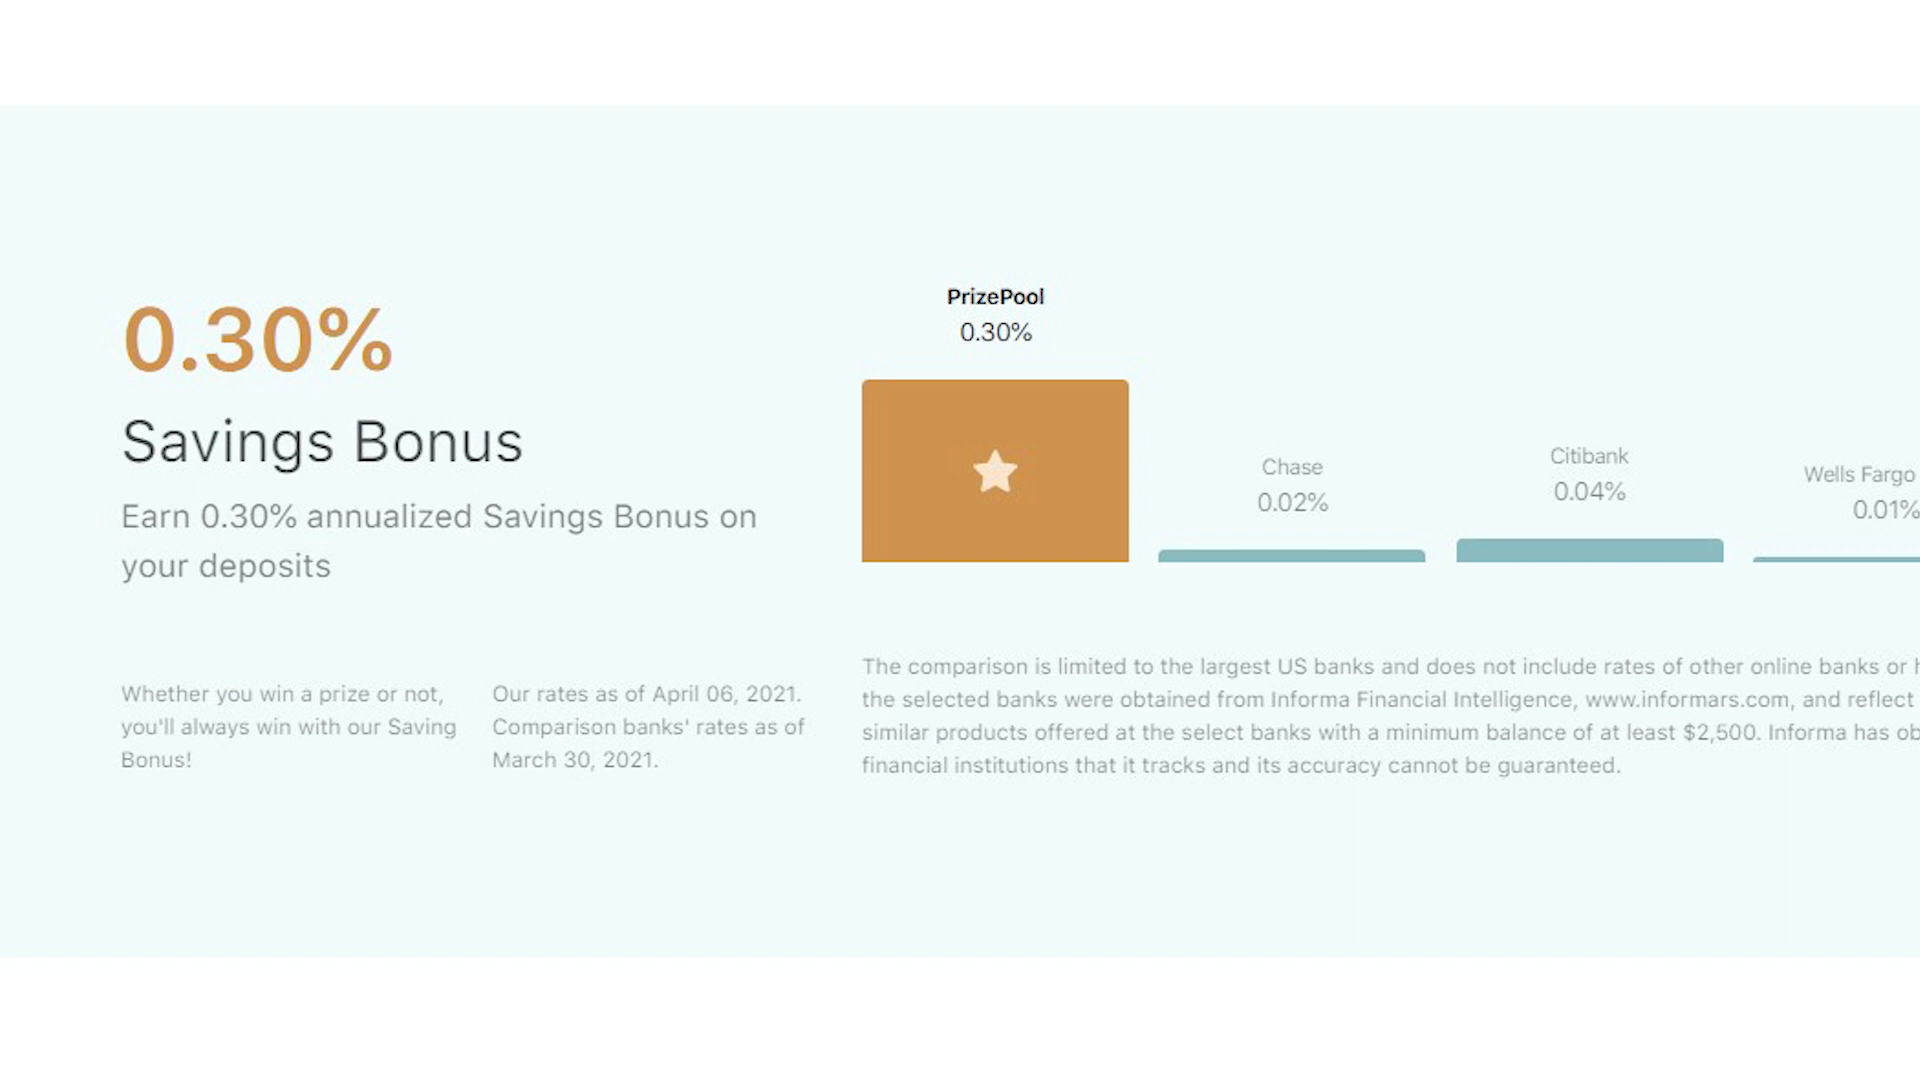 0.30%
Savings Bonus
Earn 0.30% annualized Savings Bonus on
your deposits
Whether you win a prize or not,
you'll always win with our Saving
Bonus!
Our rates as of April 06, 2021.
Comparison banks' rates as of
March 30, 2021.
PrizePool
0.30%
Chase
0.02%
Citibank
0.04%
Wells Fargo
0.01%
The comparison is limited to the largest US banks and does not include rates of other online banks or
the selected banks were obtained from Informa Financial Intelligence, www.informars.com, and reflect
similar products offered at the select banks with a minimum balance of at least $2,500. Informa has
financial institutions that it tracks and its accuracy cannot be guaranteed.